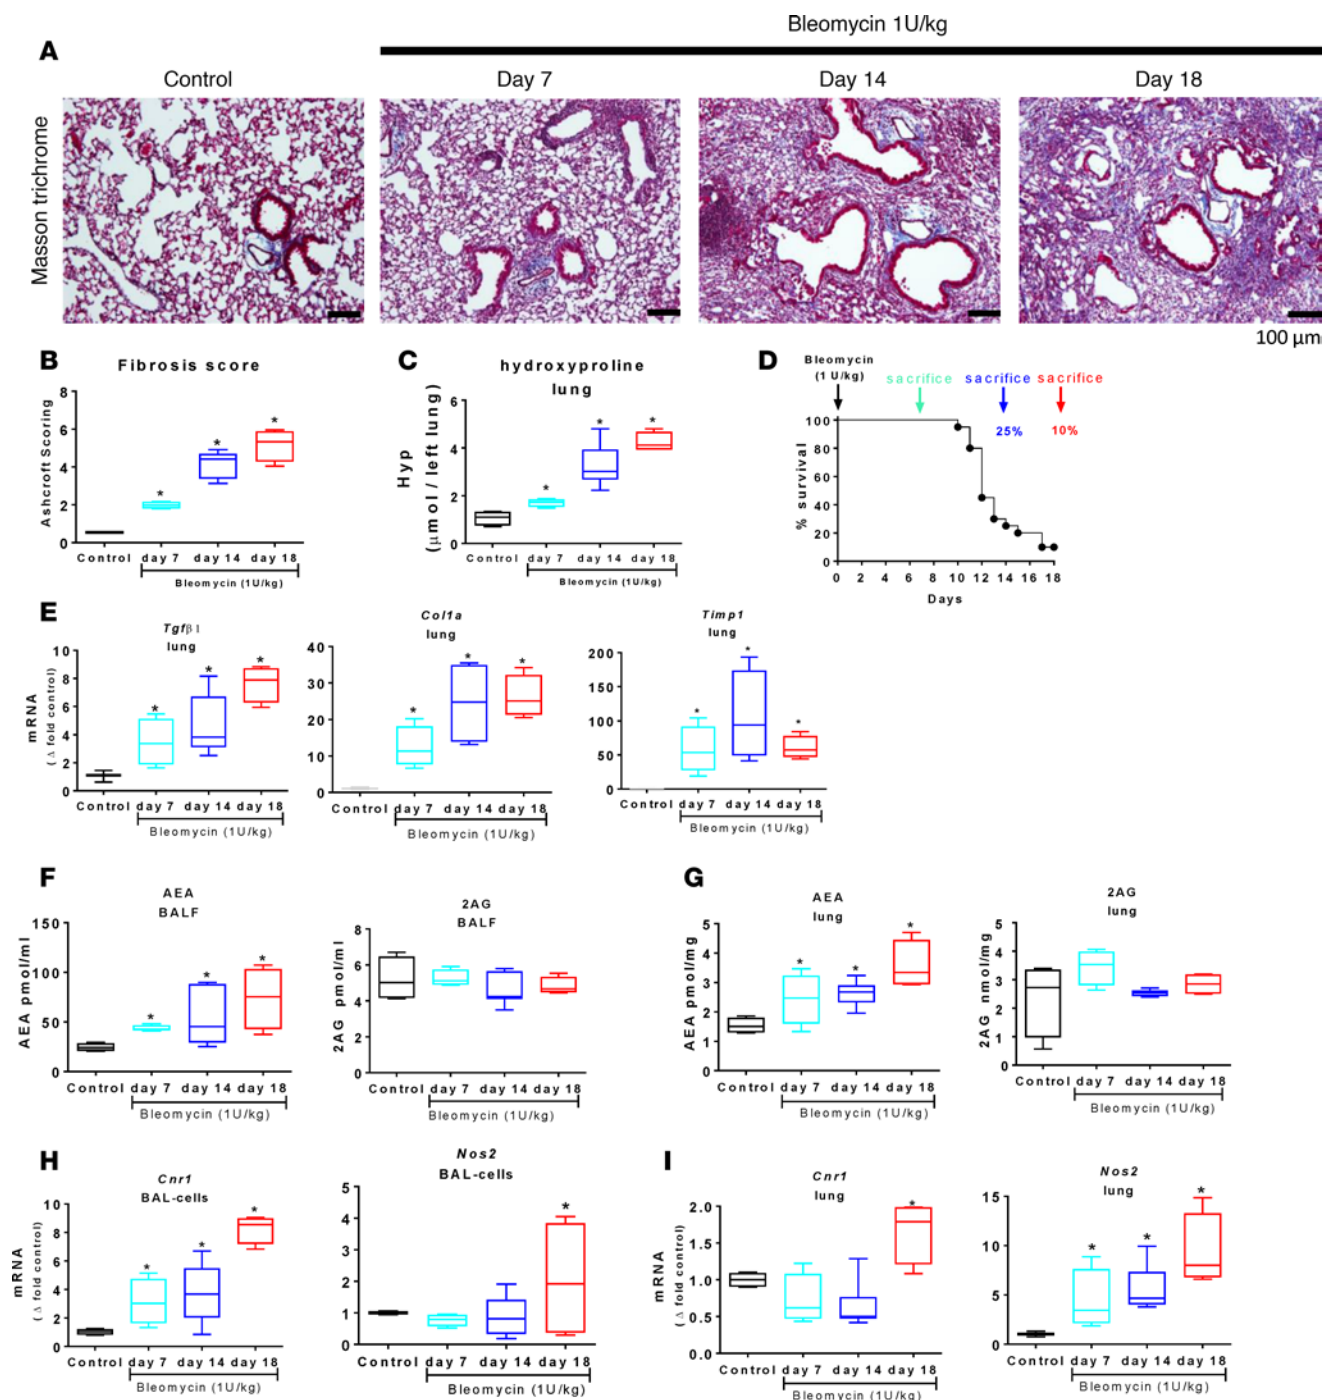 Bleomycin 1U/kg
A
Control
Day 7
Day 14
Day 18
Masson trichrome
100 μm
B
Fibrosis score
Ashcroft Scoring
8
6
4
2
0
Control
day 7
day 14
day 18
Bleomycin (1U/kg)
C
hydroxyproline
lung
Hyp
(μmol / left lung)
6
4
2
0
Control
day 7
day 14
day 18
Bleomycin (1U/kg)
D
Bleomycin
(1 U/kg)
sacrifice
sacrifice
sacrifice
25%
10%
% survival
100
80
60
40
20
0 2 4 6 8 10 12 14 16 18
Days
E
Tgfβ1
lung
mRNA
(Δ fold control)
10
8
6
4
2
0
Control
day 7
day 14
day 18
Bleomycin (1U/kg)
Col1a
lung
40
30
20
10
0
Control
day 7
day 14
day 18
Bleomycin (1U/kg)
Timp1
lung
200
150
100
50
Control
day 7
day 14
day 18
Bleomycin (1U/kg)
F
AEA
BALF
AEA pmol/ml
150
100
50
0
Control
day 7
day 14
day 18
Bleomycin (1U/kg)
2AG
BALF
2AG pmol/ml
8
6
4
2
0
Control
day 7
day 14
day 18
Bleomycin (1U/kg)
G
AEA
lung
AEA pmol/mg
5
4
3
2
1
0
Control
day 7
day 14
day 18
Bleomycin (1U/kg)
2AG
lung
2AG nmol/mg
5
4
3
2
1
0
Control
day 7
day 14
day 18
Bleomycin (1U/kg)
H
Cnr1
BAL-cells
mRNA
(Δ fold control)
10
8
6
4
2
0
Control
day 7
day 14
day 18
Bleomycin (1U/kg)
Nos2
BAL-cells
5
4
3
2
1
0
Control
day 7
day 14
day 18
Bleomycin (1U/kg)
I
Cnr1
lung
mRNA
(Δ fold control)
2.0
1.5
1.0
0.5
0.0
Control
day 7
day 14
day 18
Bleomycin (1U/kg)
Nos2
lung
15
10
5
0
Control
day 7
day 14
day 18
Bleomycin (1U/kg)